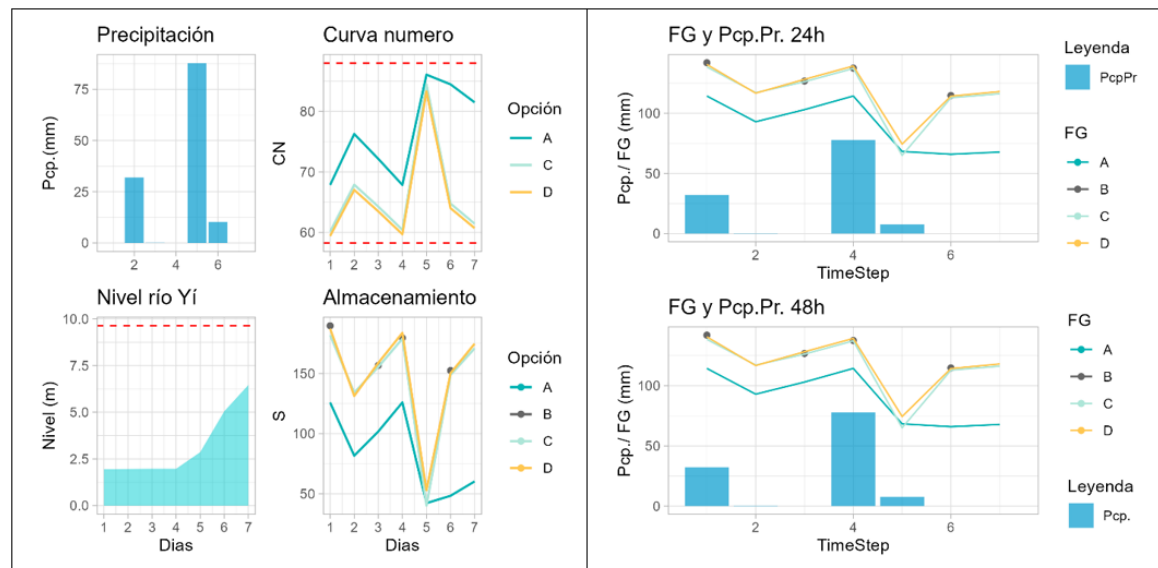 Precipitación
Pcp.(mm)
75
50
25
0
2
4
6
Curva numero
CN
80
70
60
1 2 3 4 5 6 7
Opción
A
C
D
Nivel río Yí
Nivel (m)
10.0
7.5
5.0
2.5
0.0
1 2 3 4 5 6 7
Dias
Almacenamiento
S
150
100
50
1 2 3 4 5 6 7
Dias
Opción
A
B
C
D
FG y Pcp.Pr. 24h
Pcp./ FG (mm)
100
50
0
2
4
6
TimeStep
Leyenda
PcpPr
FG
A
B
C
D
FG y Pcp.Pr. 48h
Pcp./ FG (mm)
100
50
0
2
4
6
TimeStep
FG
A
B
C
D
Leyenda
Pcp.